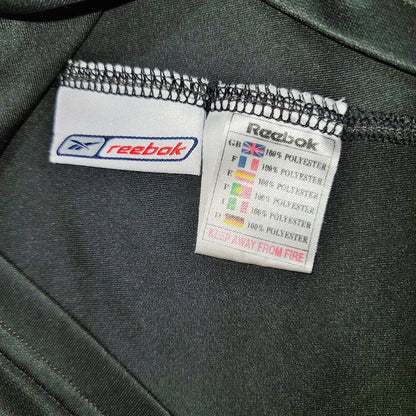 reebok
Reebok
GB 100% POLYESTER
F 100% POLYESTER
E 100% POLYESTER
P 100% POLYESTER
I 100% POLYESTER
D 100% POLYESTER
KEEP AWAY FROM FIRE